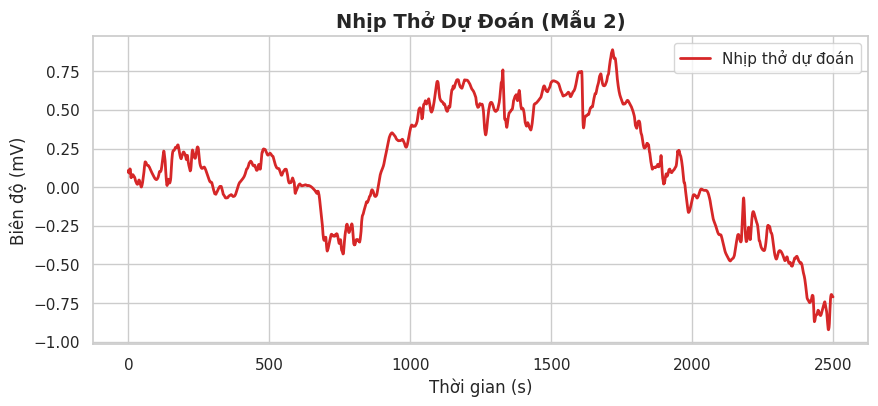 Nhịp Thở Dự Đoán (Mẫu 2)
Nhịp thở dự đoán
Biên độ (mV)
0.75
0.50
0.25
0.00
−0.25
−0.50
−0.75
−1.00
0 500 1000 1500 2000 2500
Thời gian (s)